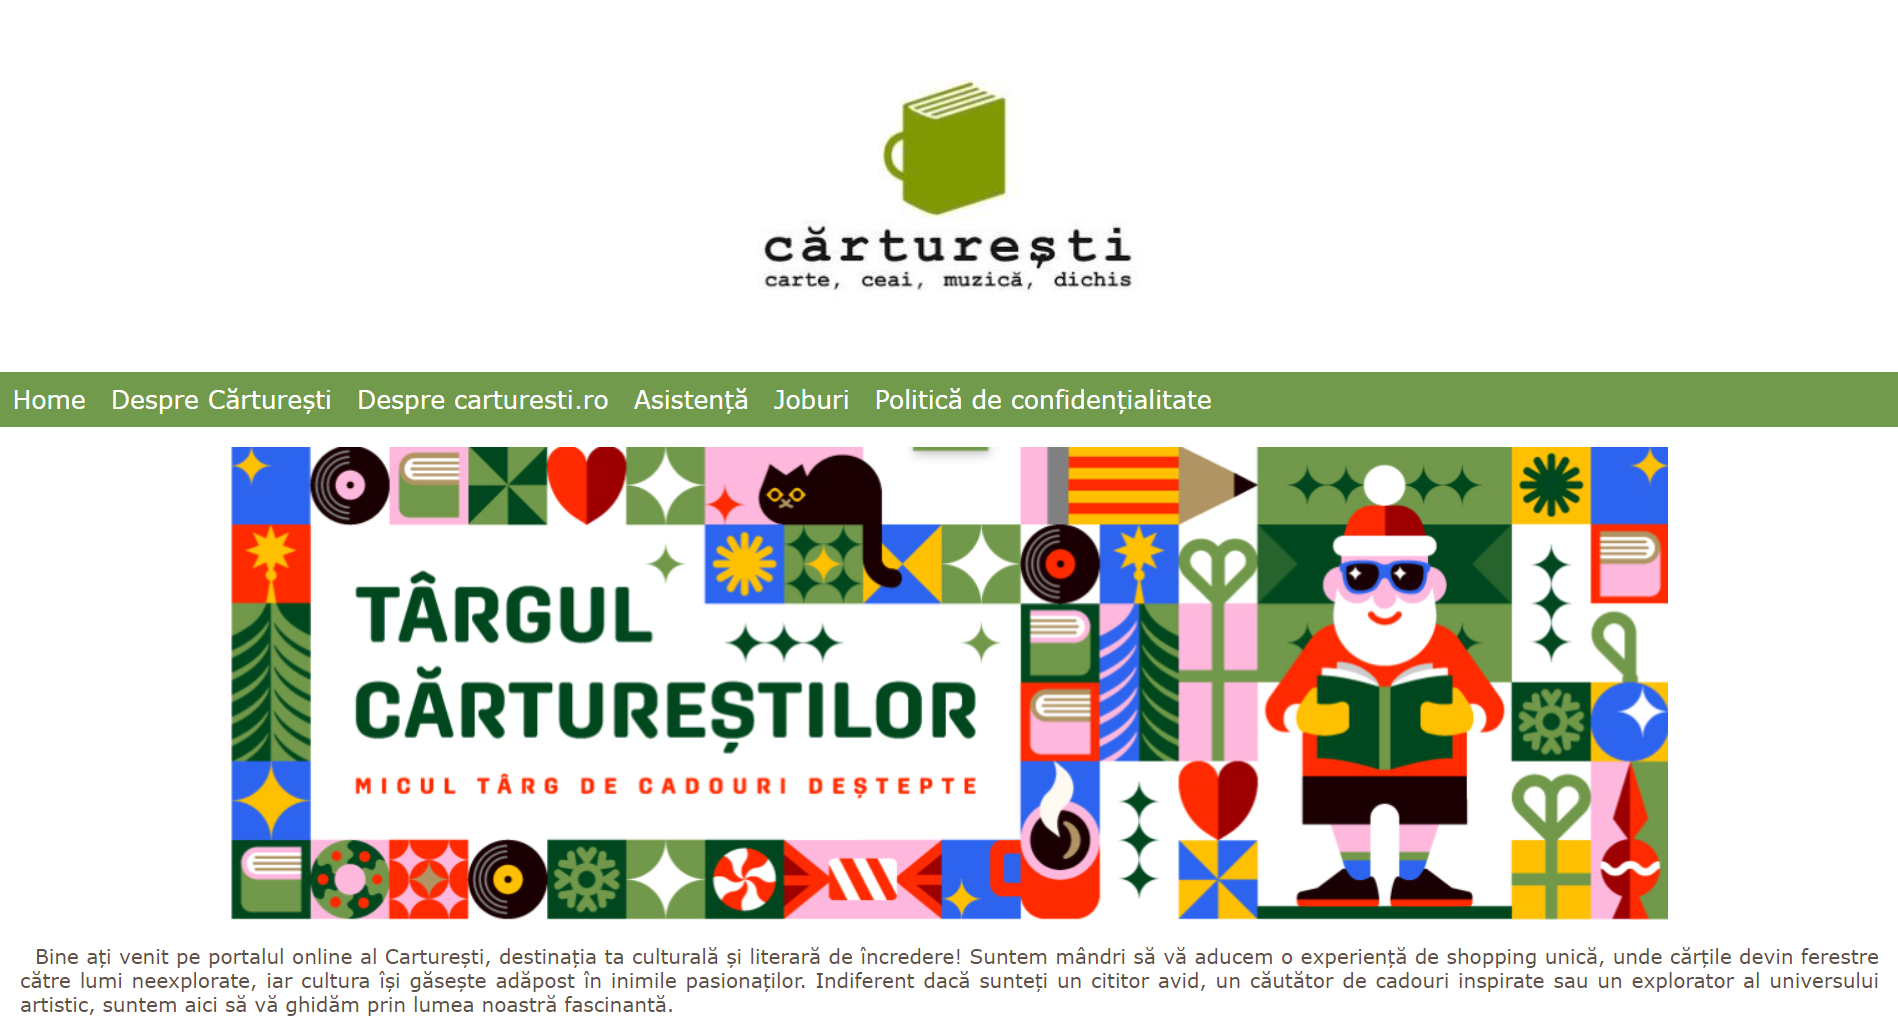 cărturești
carte, ceai, muzică, dichis
Home Despre Cărturești Despre carturesti.ro Asistență Joburi Politică de confidențialitate
TÂRGUL
CĂRTUREȘTILOR
MICUL TÂRG DE CADOURI DEȘTEPTE
Bine ați venit pe portalul online al Carturești, destinația ta culturală și literară de încredere! Suntem mândri să vă aducem o experiență de shopping unică, unde cărțile devin ferestre
către lumi neexplorate, iar cultura își găsește adăpost în inimile pasionaților. Indiferent dacă sunteți un cititor avid, un căutător de cadouri inspirate sau un explorator al universului
artistic, suntem aici să vă ghidăm prin lumea noastră fascinantă.